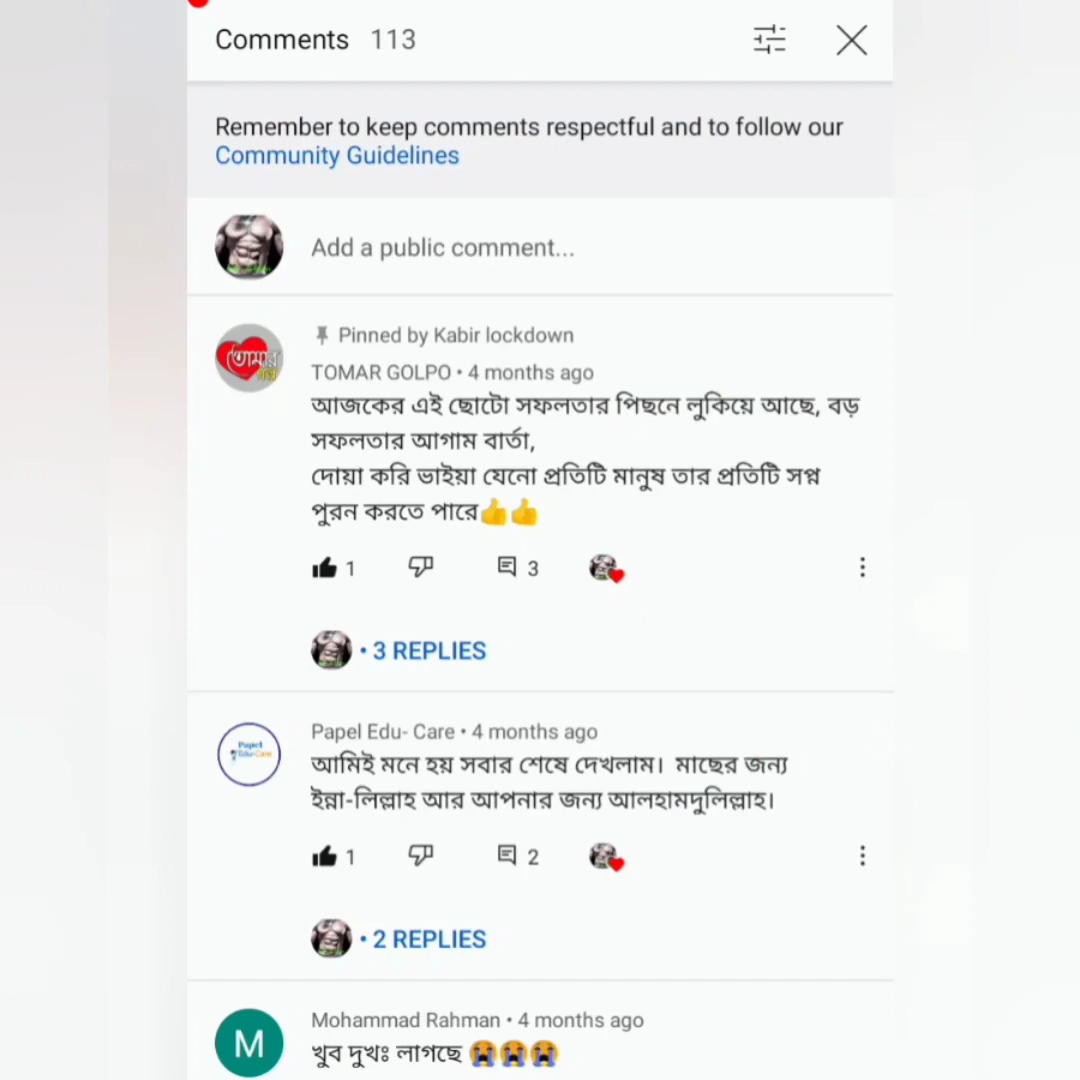 Comments 113
Remember to keep comments respectful and to follow our
Community Guidelines
Add a public comment...
Pinned by Kabir lockdown
TOMAR GOLPO • 4 months ago
আজকের এই ছোটো সফলতার পিছনে লুকিয়ে আছে, বড়
সফলতার আগাম বার্তা,
দোয়া করি ভাইয়া যেনো প্রতিটি মানুষ তার প্রতিটি সপ্ন
পুরন করতে পারে👍👍
1 3
• 3 REPLIES
Papel Edu- Care • 4 months ago
আমিই মনে হয় সবার শেষে দেখলাম। মাছের জন্য
ইন্না-লিল্লাহ আর আপনার জন্য আলহামদুলিল্লাহ।
1 2
• 2 REPLIES
M
Mohammad Rahman • 4 months ago
খুব দুখঃ লাগছে 😭😭😭